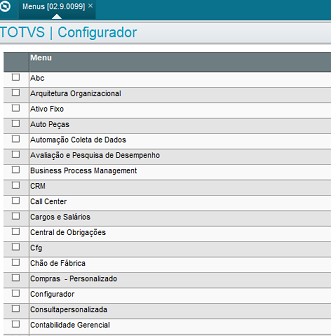 Menus [02.9.0099] ×
TOTVS | Configurador
Menu
Abc
Arquitetura Organizacional
Ativo Fixo
Auto Peças
Automação Coleta de Dados
Avaliação e Pesquisa de Desempenho
Business Process Management
CRM
Call Center
Cargos e Salários
Central de Obrigações
Cfg
Chão de Fábrica
Compras - Personalizado
Configurador
Consultapersonalizada
Contabilidade Gerencial